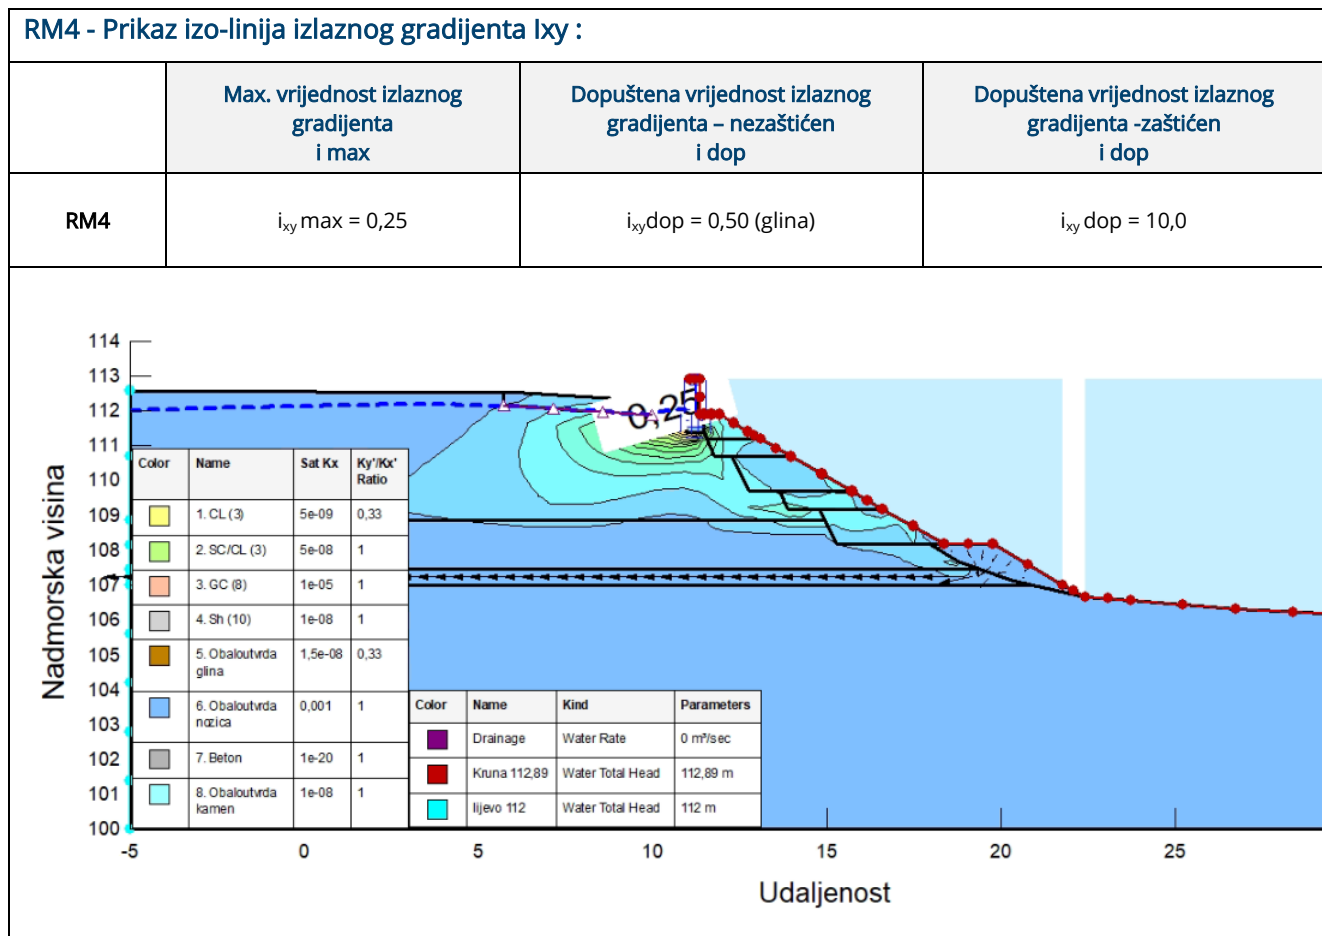 RM4 - Prikaz izo-linija izlaznog gradijenta Ixy :
Max. vrijednost izlaznog
gradijenta
i max
Dopuštena vrijednost izlaznog
gradijenta – nezaštićen
i dop
Dopuštena vrijednost izlaznog
gradijenta -zaštićen
i dop
RM4
ixy max = 0,25
ixydop = 0,50 (glina)
ixy dop = 10,0
114
113
112
111
110
109
108
107
106
105
104
103
102
101
100
Nadmorska visina
0,25
Color Name Sat Kx Ky'/Kx'
Ratio
1. CL (3) 5e-09 0,33
2. SC/CL (3) 5e-08 1
3. GC (8) 1e-05 1
4. Sh (10) 1e-08 1
5. Obaloutvrda 1,5e-08 0,33
glina
6. Obaloutvrda 0,001 1
nozica
7. Beton 1e-20 1
8. Obaloutvrda 1e-08 1
kamen
Color Name Kind Parameters
Drainage Water Rate 0 m³/sec
Kruna 112,89 Water Total Head 112,89 m
lijevo 112 Water Total Head 112 m
-5 0 5 10 15 20 25
Udaljenost